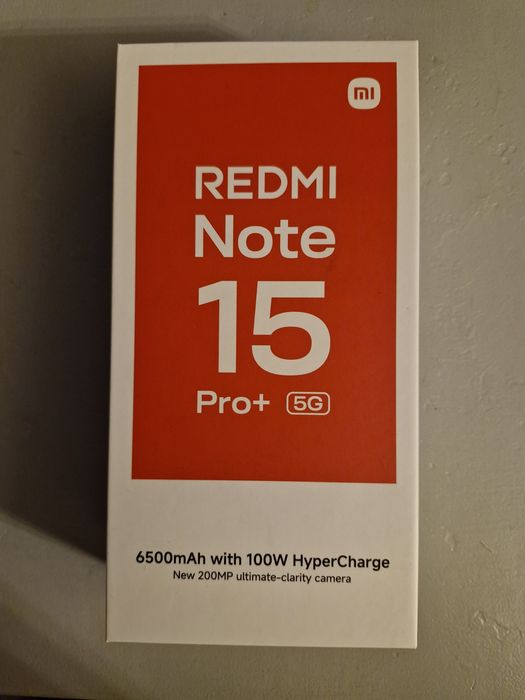 mi
REDMI
Note
15
Pro+ 5G
6500mAh with 100W HyperCharge
New 200MP ultimate-clarity camera